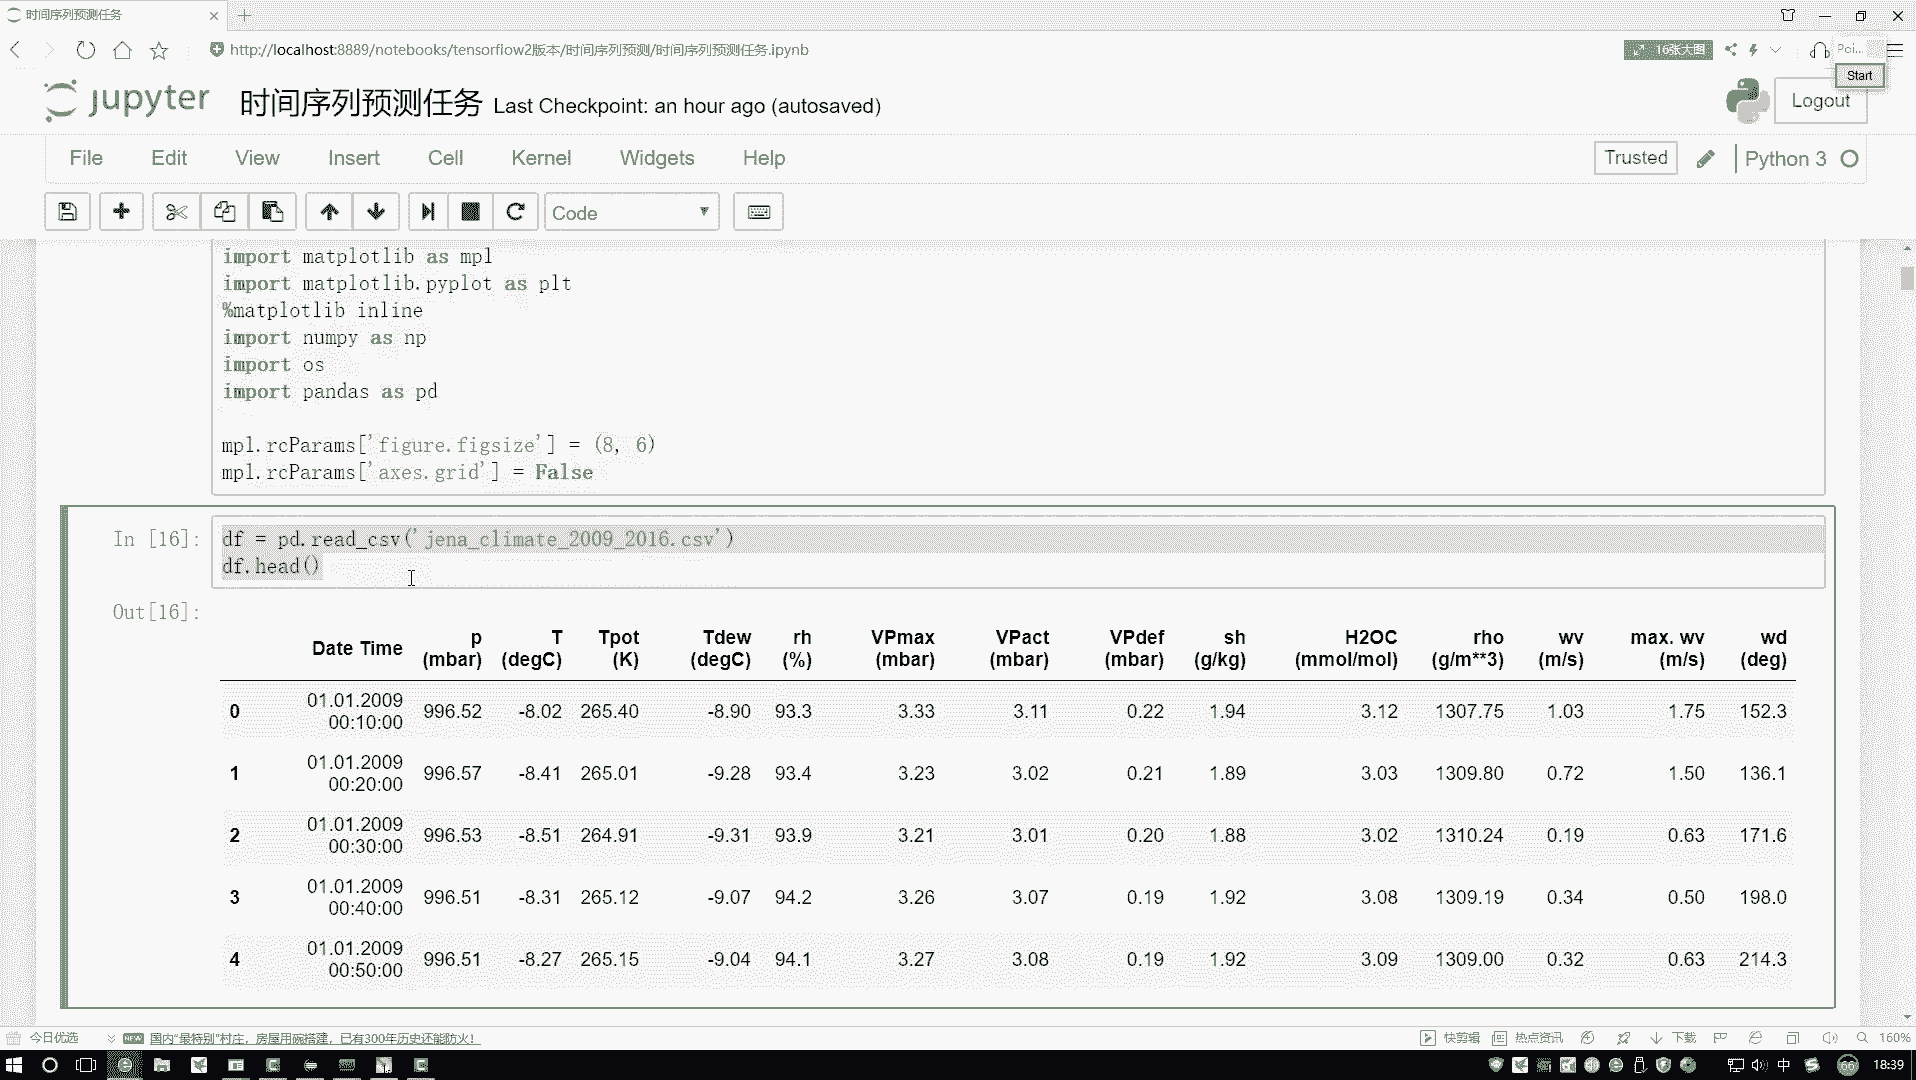 时间序列预测任务
http://localhost:8889/notebooks/tensorflow2版本/时间序列预测/时间序列预测任务.ipynb
16张大图
Poi...
Start
jupyter 时间序列预测任务 Last Checkpoint: an hour ago (autosaved)
Logout
File Edit View Insert Cell Kernel Widgets Help
Trusted Python 3
Code
import matplotlib as mpl
import matplotlib.pyplot as plt
%matplotlib inline
import numpy as np
import os
import pandas as pd
mpl.rcParams['figure.figsize'] = (8, 6)
mpl.rcParams['axes.grid'] = False
In [16]: df = pd.read_csv('jena_climate_2009_2016.csv')
df.head()
Out[16]:
Date Time p (mbar) T (degC) Tpot (K) Tdew (degC) rh (%) VPmax (mbar) VPact (mbar) VPdef (mbar) sh (g/kg) H2OC (mmol/mol) rho (g/m**3) wv (m/s) max. wv (m/s) wd (deg)
0 01.01.2009 00:10:00 996.52 -8.02 265.40 -8.90 93.3 3.33 3.11 0.22 1.94 3.12 1307.75 1.03 1.75 152.3
1 01.01.2009 00:20:00 996.57 -8.41 265.01 -9.28 93.4 3.23 3.02 0.21 1.89 3.03 1309.80 0.72 1.50 136.1
2 01.01.2009 00:30:00 996.53 -8.51 264.91 -9.31 93.9 3.21 3.01 0.20 1.88 3.02 1310.24 0.19 0.63 171.6
3 01.01.2009 00:40:00 996.51 -8.31 265.12 -9.07 94.2 3.26 3.07 0.19 1.92 3.08 1309.19 0.34 0.50 198.0
4 01.01.2009 00:50:00 996.51 -8.27 265.15 -9.04 94.1 3.27 3.08 0.19 1.92 3.09 1309.00 0.32 0.63 214.3
今日优选 NEW 国内"最特别"村庄，房屋用碗搭建，已有300年历史还能防火！ 快剪辑 热点资讯 下载 160%
中 66 18:39